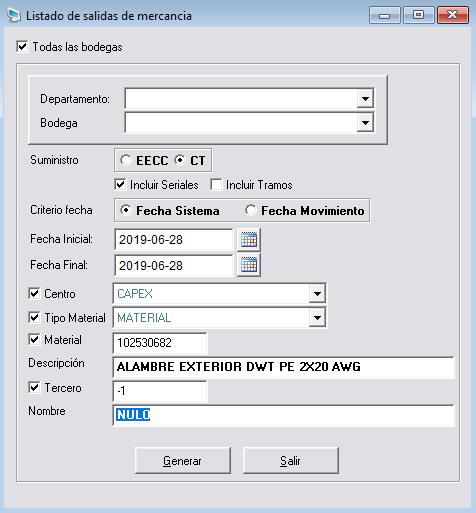 Listado de salidas de mercancia
Todas las bodegas
Departamento:
Bodega
Suministro EECC CT
Incluir Seriales Incluir Tramos
Criterio fecha Fecha Sistema Fecha Movimiento
Fecha Inicial: 2019-06-28
Fecha Final: 2019-06-28
Centro CAPEX
Tipo Material MATERIAL
Material 102530682
Descripción ALAMBRE EXTERIOR DWT PE 2X20 AWG
Tercero -1
Nombre NULO
Generar Salir